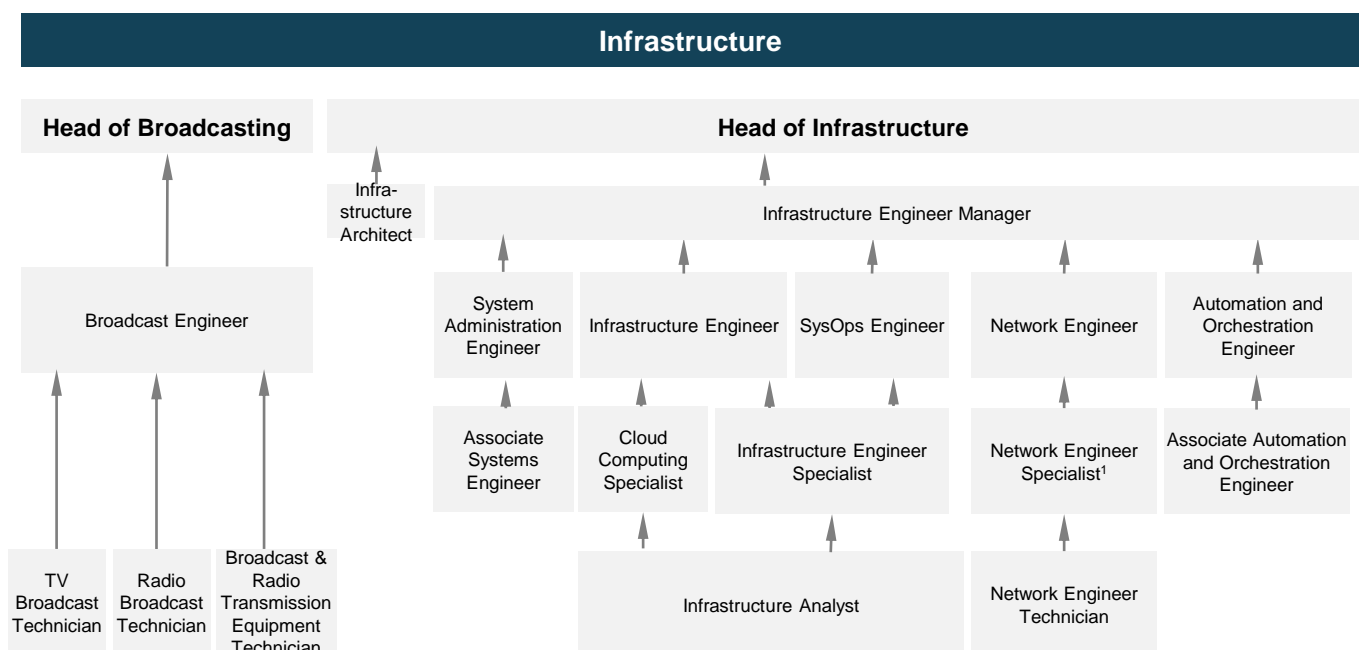 Infrastructure
Head of Broadcasting
Head of Infrastructure
Infra-
structure
Architect
Infrastructure Engineer Manager
Broadcast Engineer
System
Administration
Engineer
Infrastructure Engineer
SysOps Engineer
Network Engineer
Automation and
Orchestration
Engineer
Associate
Systems
Engineer
Cloud
Computing
Specialist
Infrastructure Engineer
Specialist
Network Engineer
Specialist¹
Associate Automation
and Orchestration
Engineer
TV
Broadcast
Technician
Radio
Broadcast
Technician
Broadcast &
Radio
Transmission
Equipment
Technician
Infrastructure Analyst
Network Engineer
Technician